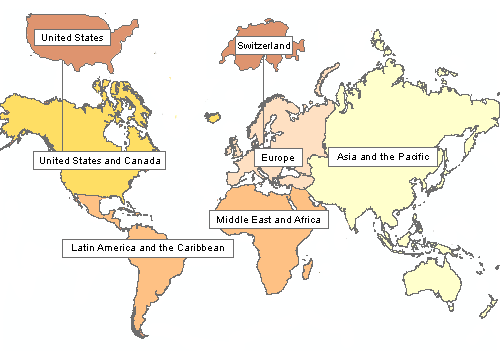 United States
Switzerland
United States and Canada
Europe
Asia and the Pacific
Middle East and Africa
Latin America and the Caribbean